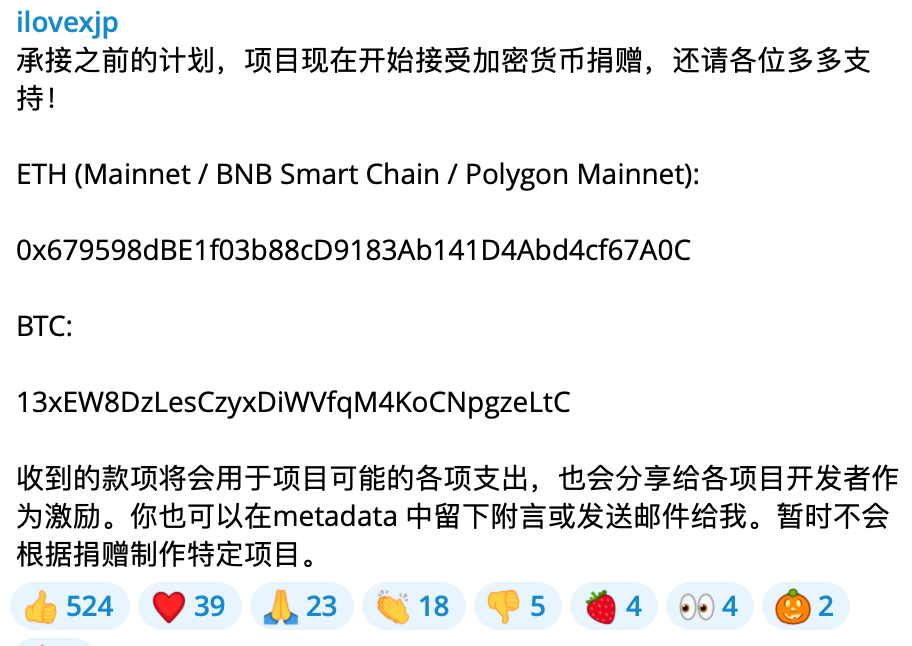 ilovexjp
承接之前的计划，项目现在开始接受加密货币捐赠，还请各位多多支
持！
ETH (Mainnet / BNB Smart Chain / Polygon Mainnet):
0x679598dBE1f03b88cD9183Ab141D4Abd4cf67A0C
BTC:
13xEW8DzLesCzyxDiWVfqM4KoCNpgzeLtC
收到的款项将会用于项目可能的各项支出，也会分享给各项目开发者作
为激励。你也可以在metadata 中留下附言或发送邮件给我。暂时不会
根据捐赠制作特定项目。
👍 524 ❤️ 39 🙏 23 👏 18 👎 5 🍓 4 👀 4 🎃 2